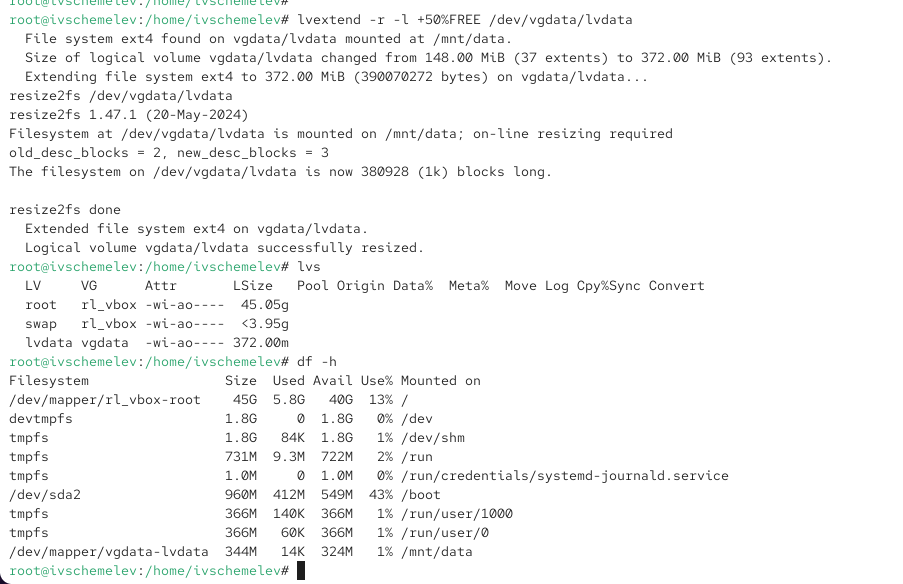 root@ivschemelev:/home/ivschemelev#
root@ivschemelev:/home/ivschemelev# lvextend -r -l +50%FREE /dev/vgdata/lvdata
  File system ext4 found on vgdata/lvdata mounted at /mnt/data.
  Size of logical volume vgdata/lvdata changed from 148.00 MiB (37 extents) to 372.00 MiB (93 extents).
  Extending file system ext4 to 372.00 MiB (390070272 bytes) on vgdata/lvdata...
resize2fs /dev/vgdata/lvdata
resize2fs 1.47.1 (20-May-2024)
Filesystem at /dev/vgdata/lvdata is mounted on /mnt/data; on-line resizing required
old_desc_blocks = 2, new_desc_blocks = 3
The filesystem on /dev/vgdata/lvdata is now 380928 (1k) blocks long.

resize2fs done
  Extended file system ext4 on vgdata/lvdata.
  Logical volume vgdata/lvdata successfully resized.
root@ivschemelev:/home/ivschemelev# lvs
  LV     VG      Attr       LSize   Pool Origin Data%  Meta%  Move Log Cpy%Sync Convert
  root   rl_vbox -wi-ao----  45.05g
  swap   rl_vbox -wi-ao----  <3.95g
  lvdata vgdata  -wi-ao---- 372.00m
root@ivschemelev:/home/ivschemelev# df -h
Filesystem                 Size  Used Avail Use% Mounted on
/dev/mapper/rl_vbox-root   45G  5.8G   40G  13% /
devtmpfs                   1.8G     0  1.8G   0% /dev
tmpfs                      1.8G   84K  1.8G   1% /dev/shm
tmpfs                      731M  9.3M  722M   2% /run
tmpfs                      1.0M     0  1.0M   0% /run/credentials/systemd-journald.service
/dev/sda2                  960M  412M  549M  43% /boot
tmpfs                      366M  140K  366M   1% /run/user/1000
tmpfs                      366M   60K  366M   1% /run/user/0
/dev/mapper/vgdata-lvdata  344M   14K  324M   1% /mnt/data
root@ivschemelev:/home/ivschemelev#